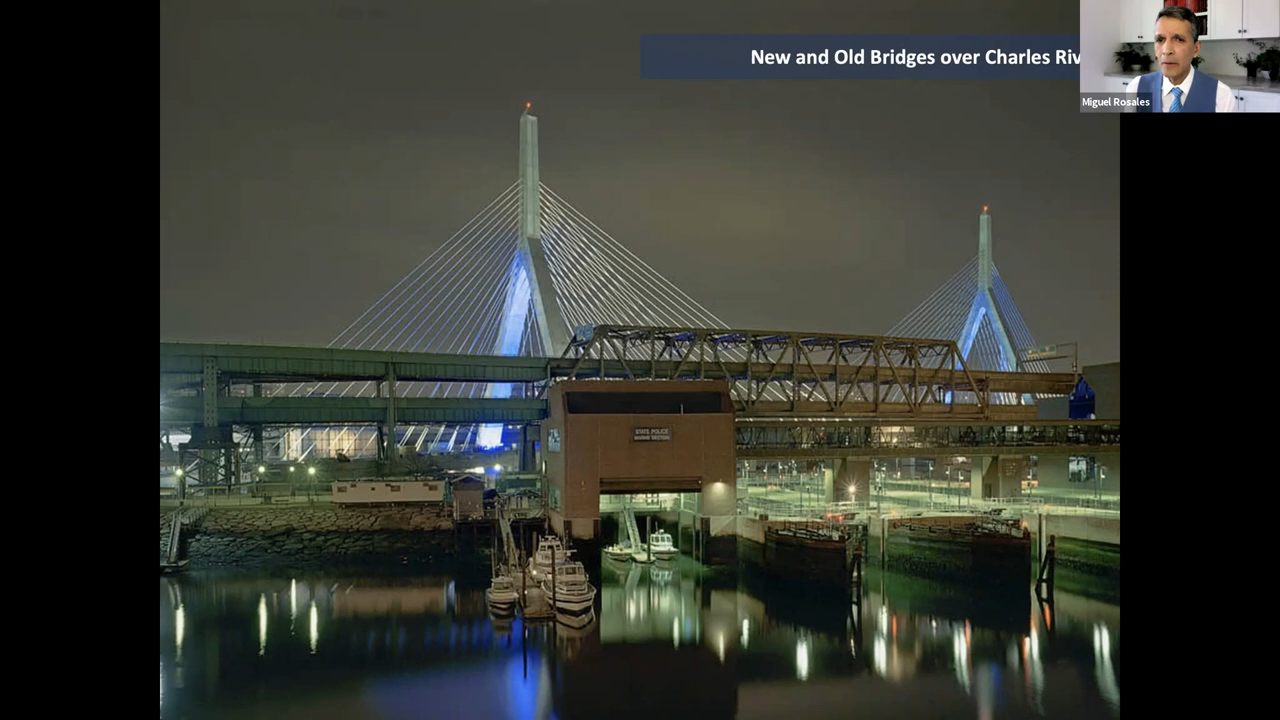 New and Old Bridges over Charles Riv
Miguel Rosales
STATE POLICE
MARINE SECTION